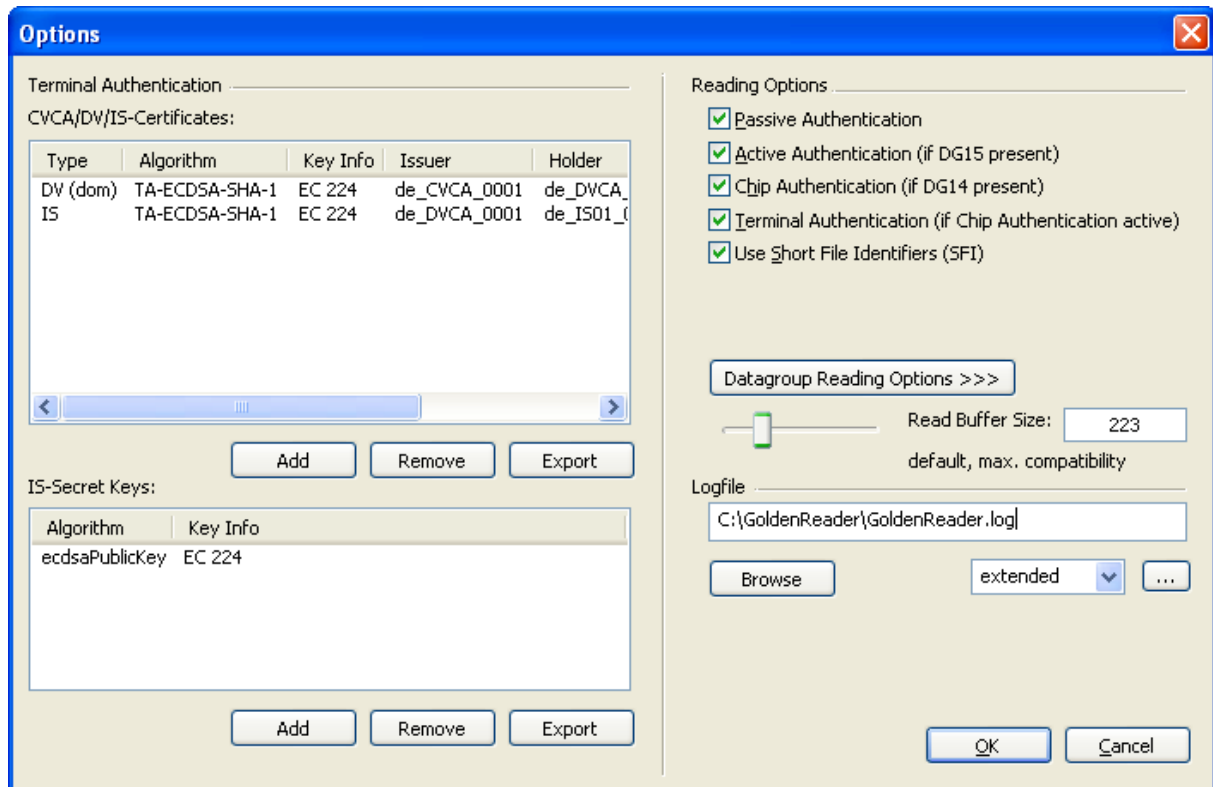 Options
Terminal Authentication
CVCA/DV/IS-Certificates:
Type Algorithm Key Info Issuer Holder
DV (dom) TA-ECDSA-SHA-1 EC 224 de_CVCA_0001 de_DVCA_
IS TA-ECDSA-SHA-1 EC 224 de_DVCA_0001 de_IS01_
Add Remove Export
IS-Secret Keys:
Algorithm Key Info
ecdsaPublicKey EC 224
Add Remove Export
Reading Options
Passive Authentication
Active Authentication (if DG15 present)
Chip Authentication (if DG14 present)
Terminal Authentication (if Chip Authentication active)
Use Short File Identifiers (SFI)
Datagroup Reading Options >>>
Read Buffer Size: 223
default, max. compatibility
Logfile
C:\GoldenReader\GoldenReader.log
Browse extended ...
OK Cancel